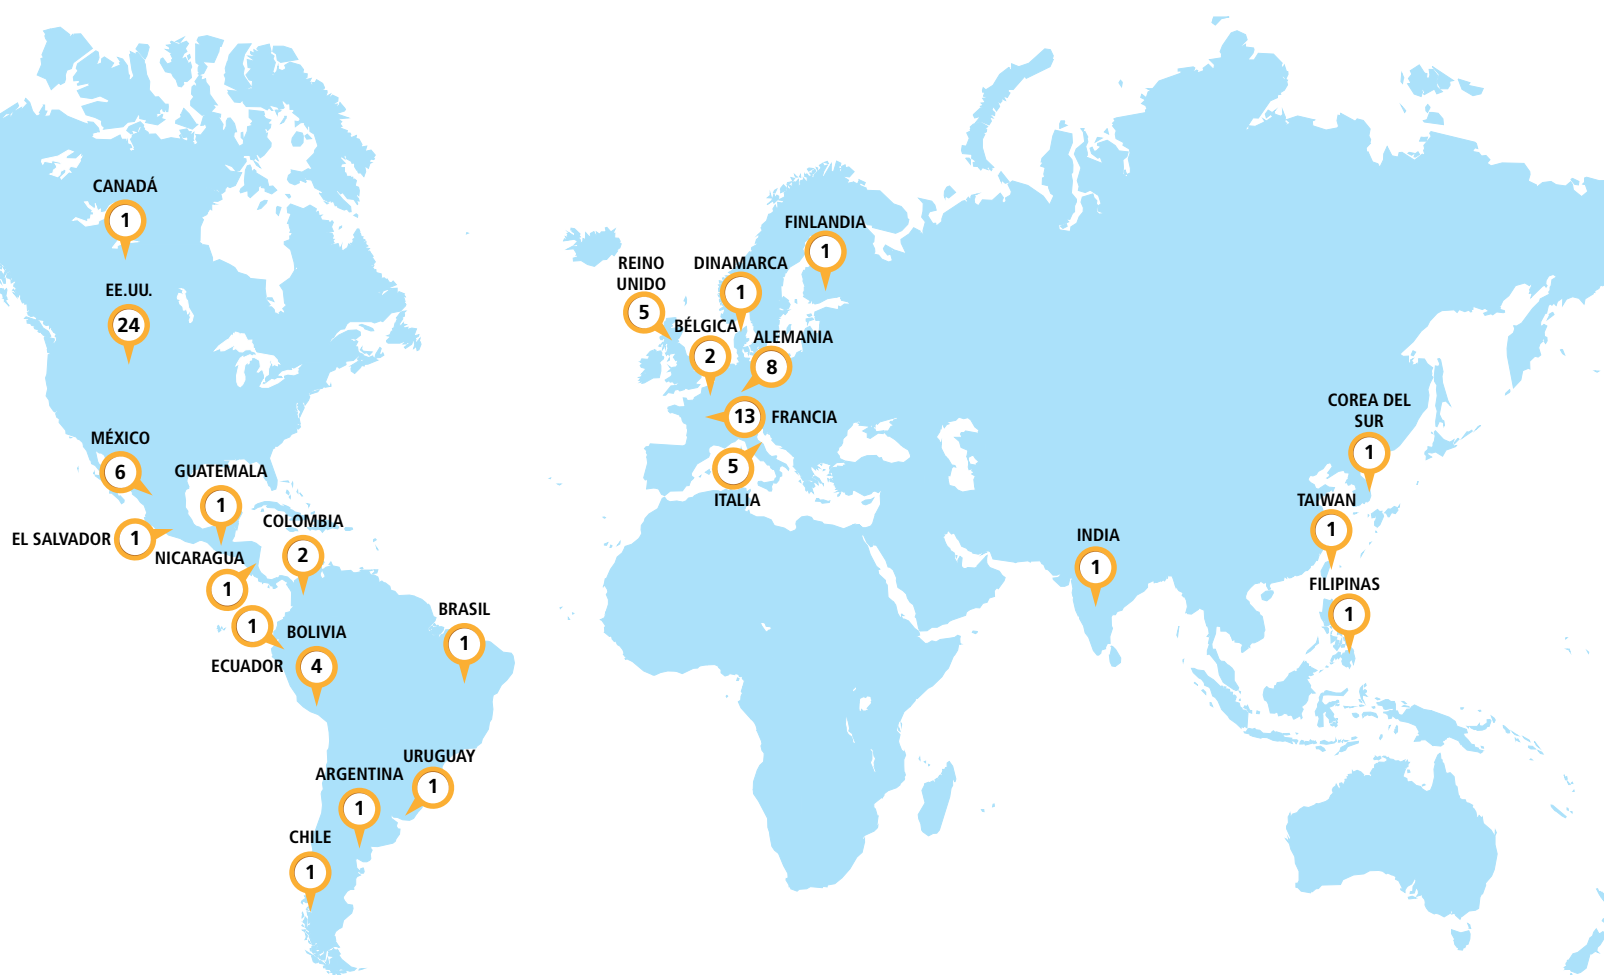 CANADÁ
1
EE.UU.
24
MÉXICO
6
GUATEMALA
1
EL SALVADOR
1
NICARAGUA
1
COLOMBIA
2
1
ECUADOR
BOLIVIA
4
BRASIL
1
URUGUAY
1
ARGENTINA
1
CHILE
1
REINO
UNIDO
5
DINAMARCA
1
FINLANDIA
1
BÉLGICA
2
ALEMANIA
8
13
FRANCIA
5
ITALIA
INDIA
1
COREA DEL
SUR
1
TAIWAN
1
FILIPINAS
1